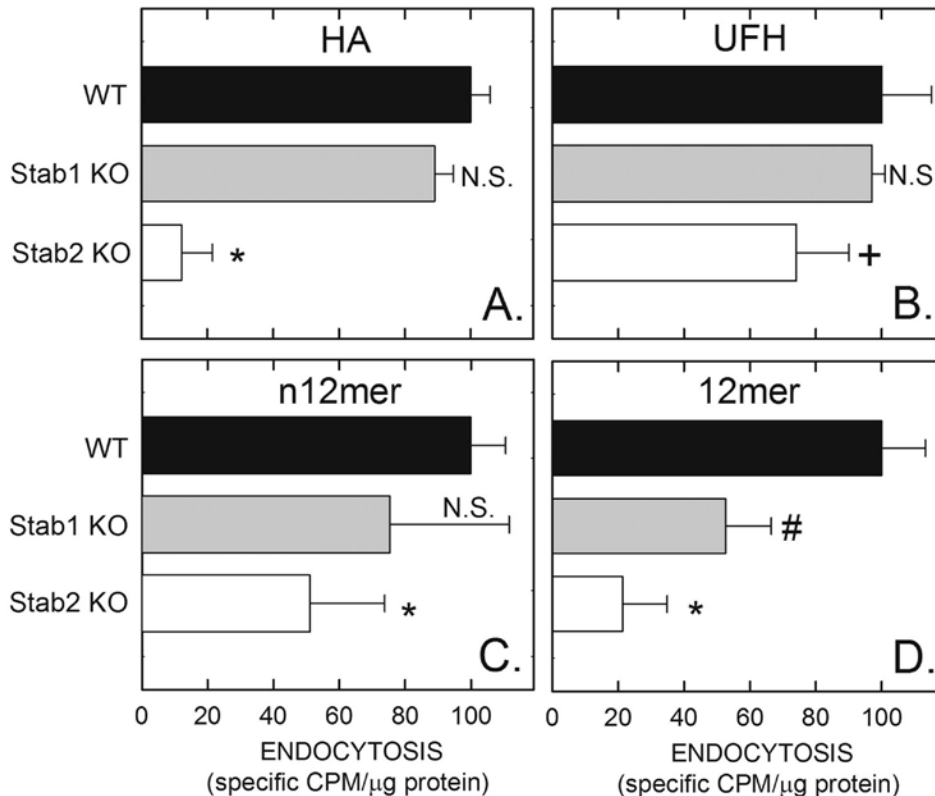 HA
WT
Stab1 KO
N.S.
Stab2 KO
*
A.
UFH
N.S
+
B.
n12mer
WT
Stab1 KO
N.S.
Stab2 KO
*
C.
0 20 40 60 80 100
ENDOCYTOSIS
(specific CPM/μg protein)
12mer
#
*
D.
0 20 40 60 80 100
ENDOCYTOSIS
(specific CPM/μg protein)